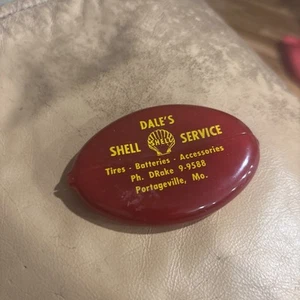 DALE'S
SHELL SHELL SERVICE
Tires - Batteries - Accessories
Ph. DRake 9-9588
Portageville, Mo.